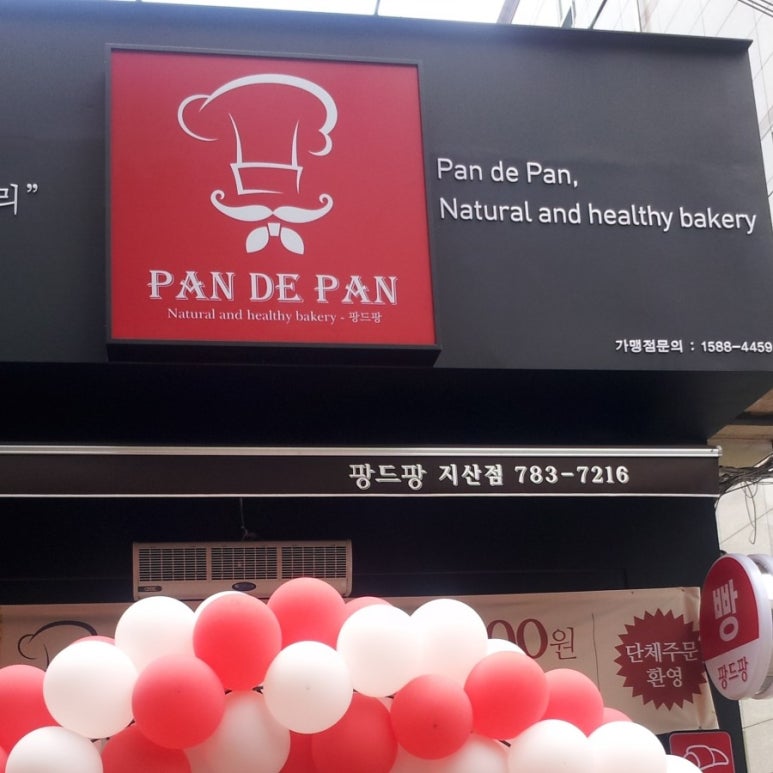 리”
PAN DE PAN
Natural and healthy bakery - 팡드팡
Pan de Pan,
Natural and healthy bakery
가맹점문의 : 1588-4459
팡드팡 지산점 783-7216
00원
단체주문
환영
빵
팡드팡